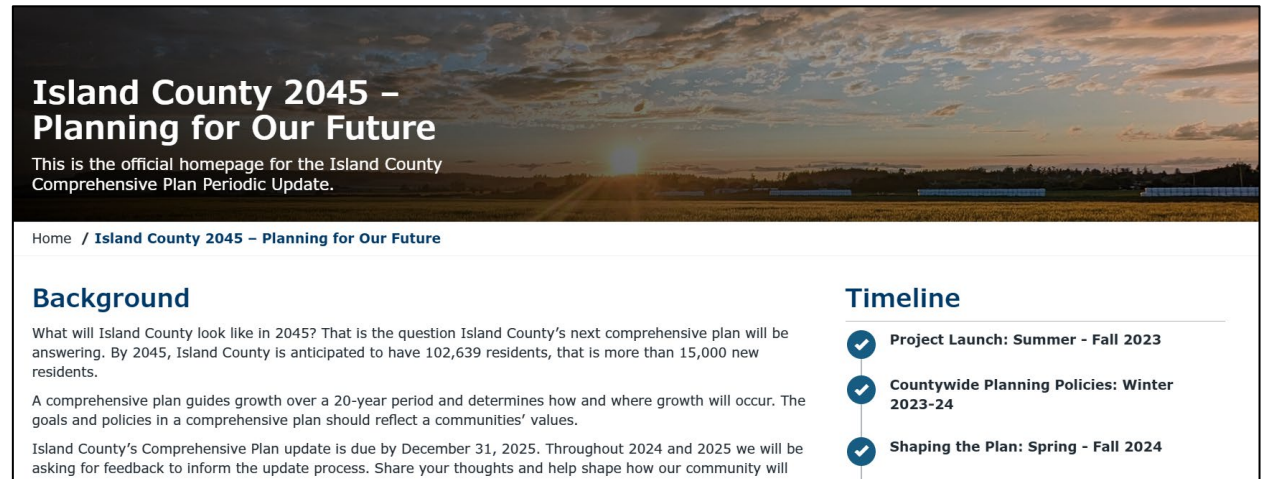 Island County 2045 –
Planning for Our Future
This is the official homepage for the Island County
Comprehensive Plan Periodic Update.
Home / Island County 2045 – Planning for Our Future
Background
What will Island County look like in 2045? That is the question Island County’s next comprehensive plan will be
answering. By 2045, Island County is anticipated to have 102,639 residents, that is more than 15,000 new
residents.
A comprehensive plan guides growth over a 20-year period and determines how and where growth will occur. The
goals and policies in a comprehensive plan should reflect a communities’ values.
Island County’s Comprehensive Plan update is due by December 31, 2025. Throughout 2024 and 2025 we will be
asking for feedback to inform the update process. Share your thoughts and help shape how our community will
Timeline
Project Launch: Summer - Fall 2023
Countywide Planning Policies: Winter
2023-24
Shaping the Plan: Spring - Fall 2024